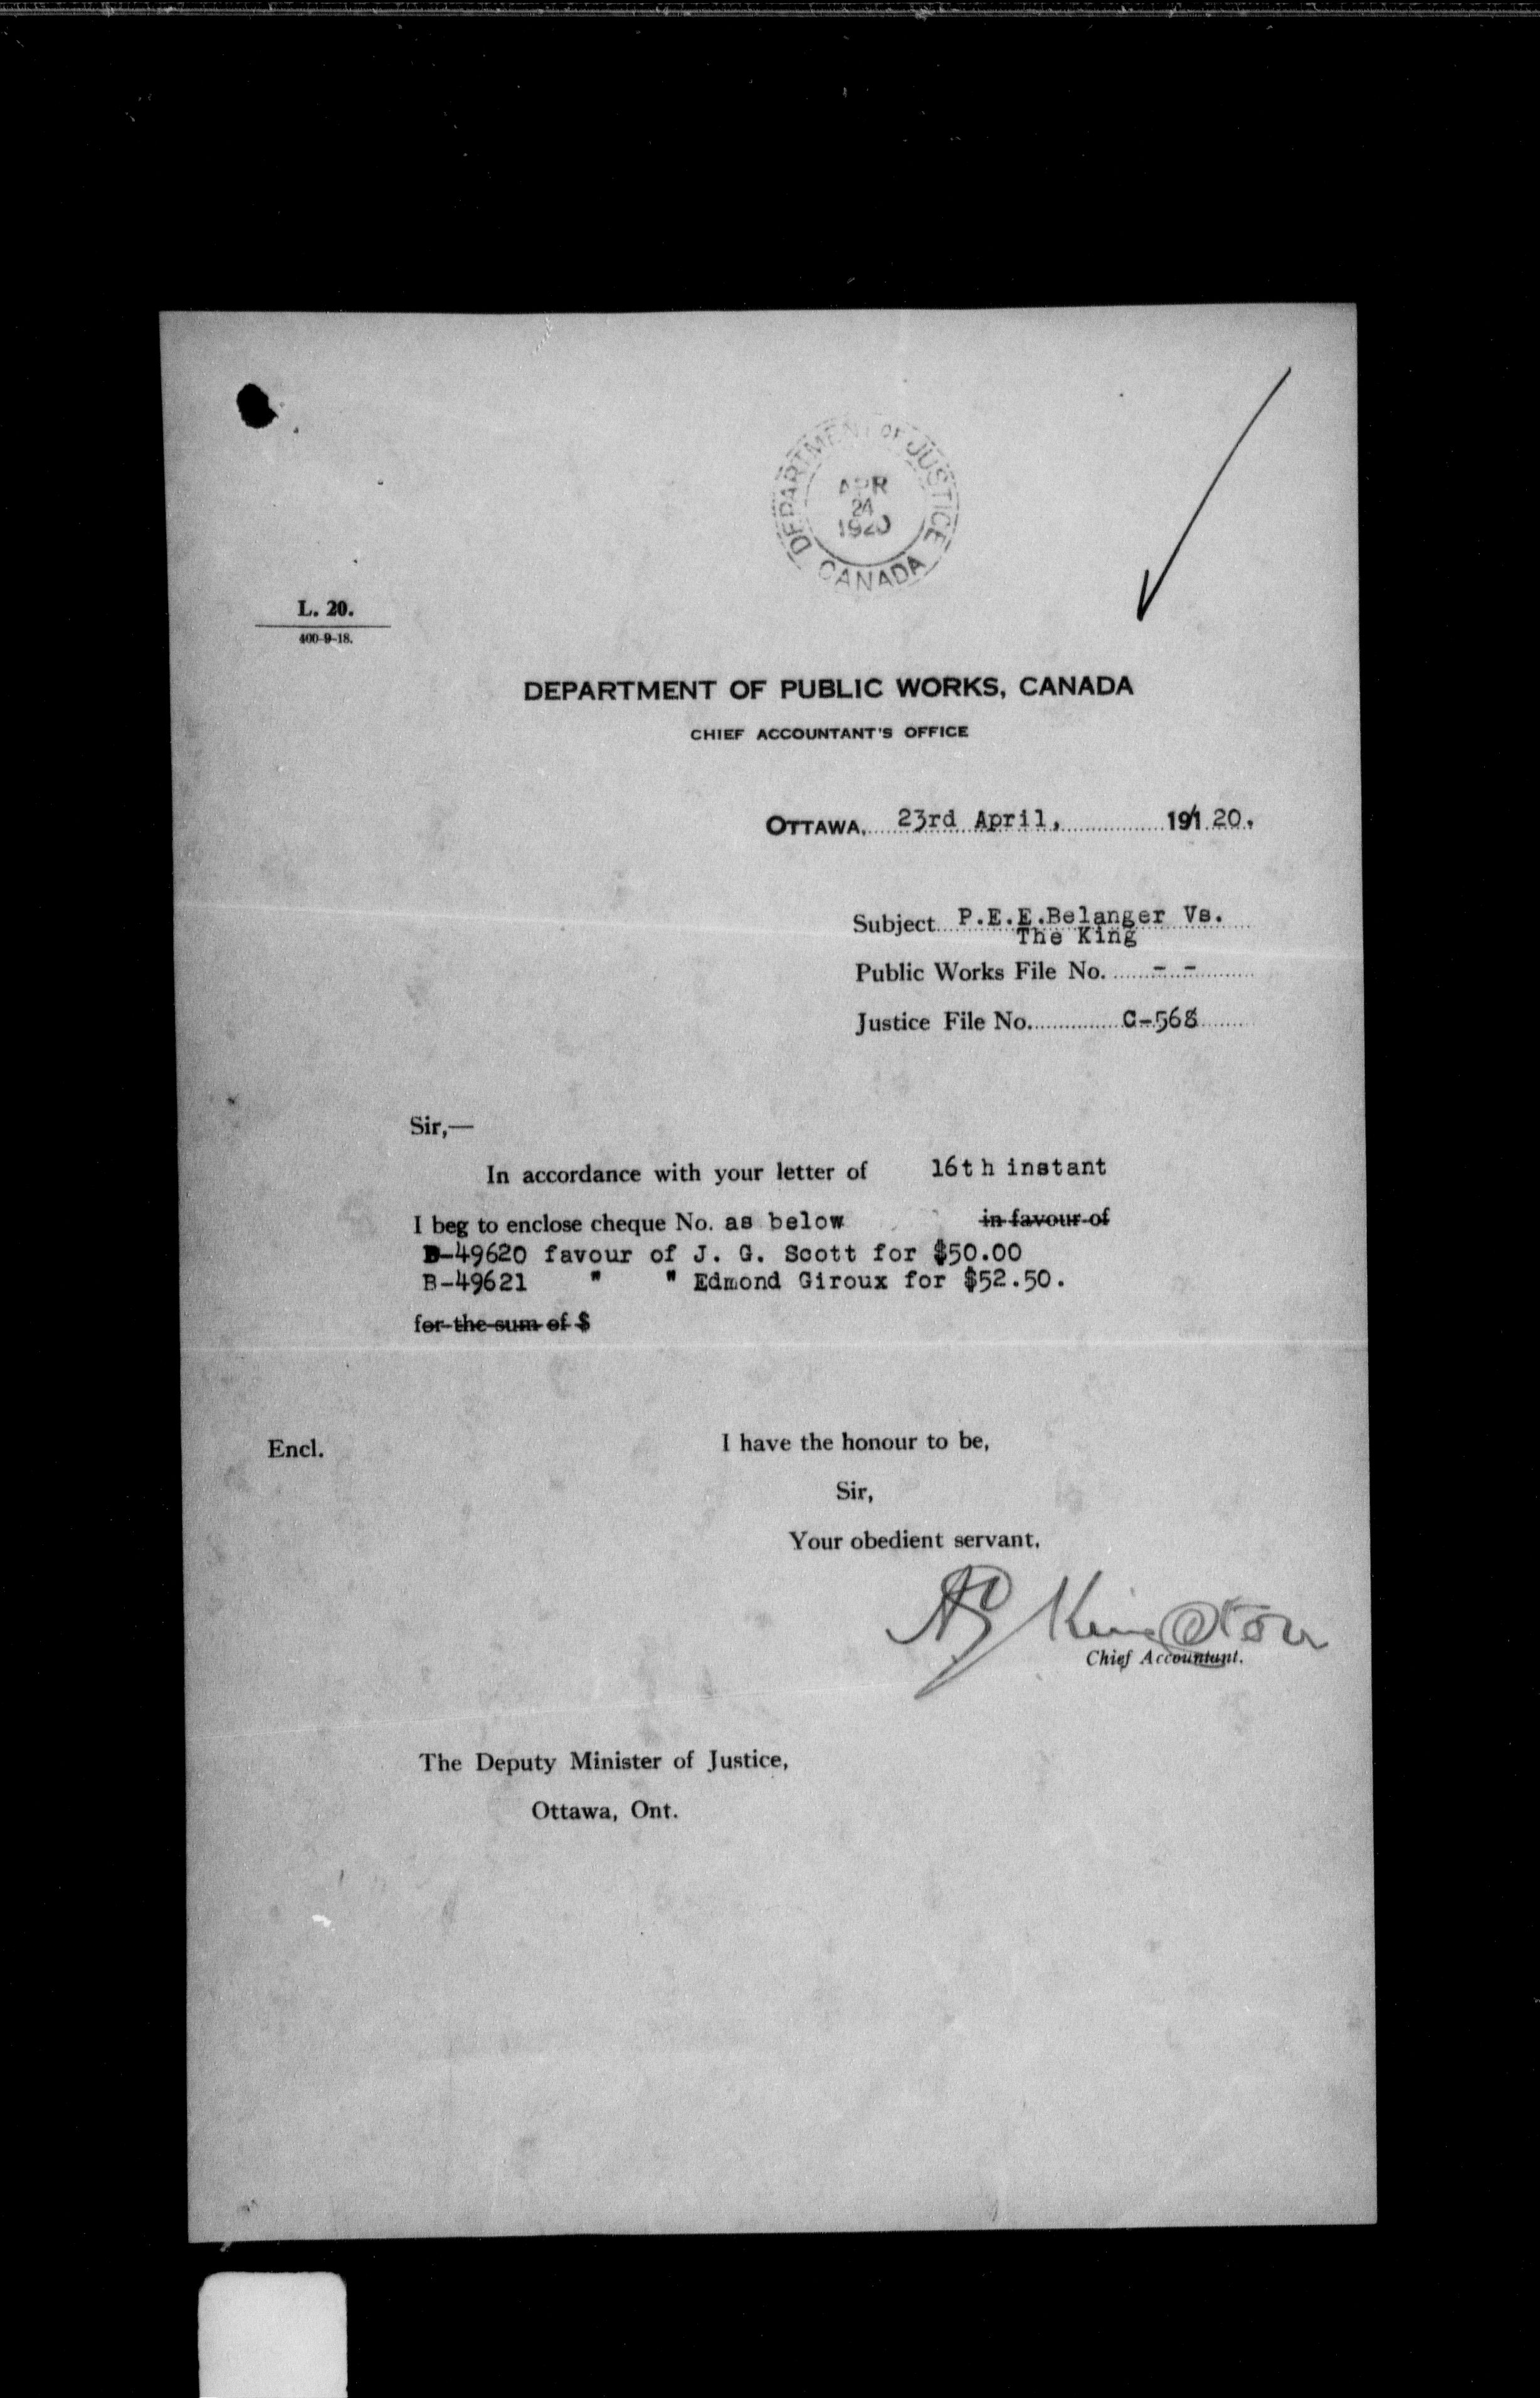 DEPARTMENT OF JUSTICE
APR
24
1920
CANADA
L. 20.
400-9-18.
DEPARTMENT OF PUBLIC WORKS, CANADA
CHIEF ACCOUNTANT'S OFFICE
OTTAWA, 23rd April, 191 20.
Subject P.E.E.Belanger Vs.
The King
Public Works File No. - -
Justice File No. C-568
Sir,—
In accordance with your letter of 16th instant
I beg to enclose cheque No. as below in favour of
B-49620 favour of J. G. Scott for $50.00
B-49621 " " Edmond Giroux for $52.50.
for the sum of $
Encl. I have the honour to be,
Sir,
Your obedient servant,
Chief Accountant.
The Deputy Minister of Justice,
Ottawa, Ont.